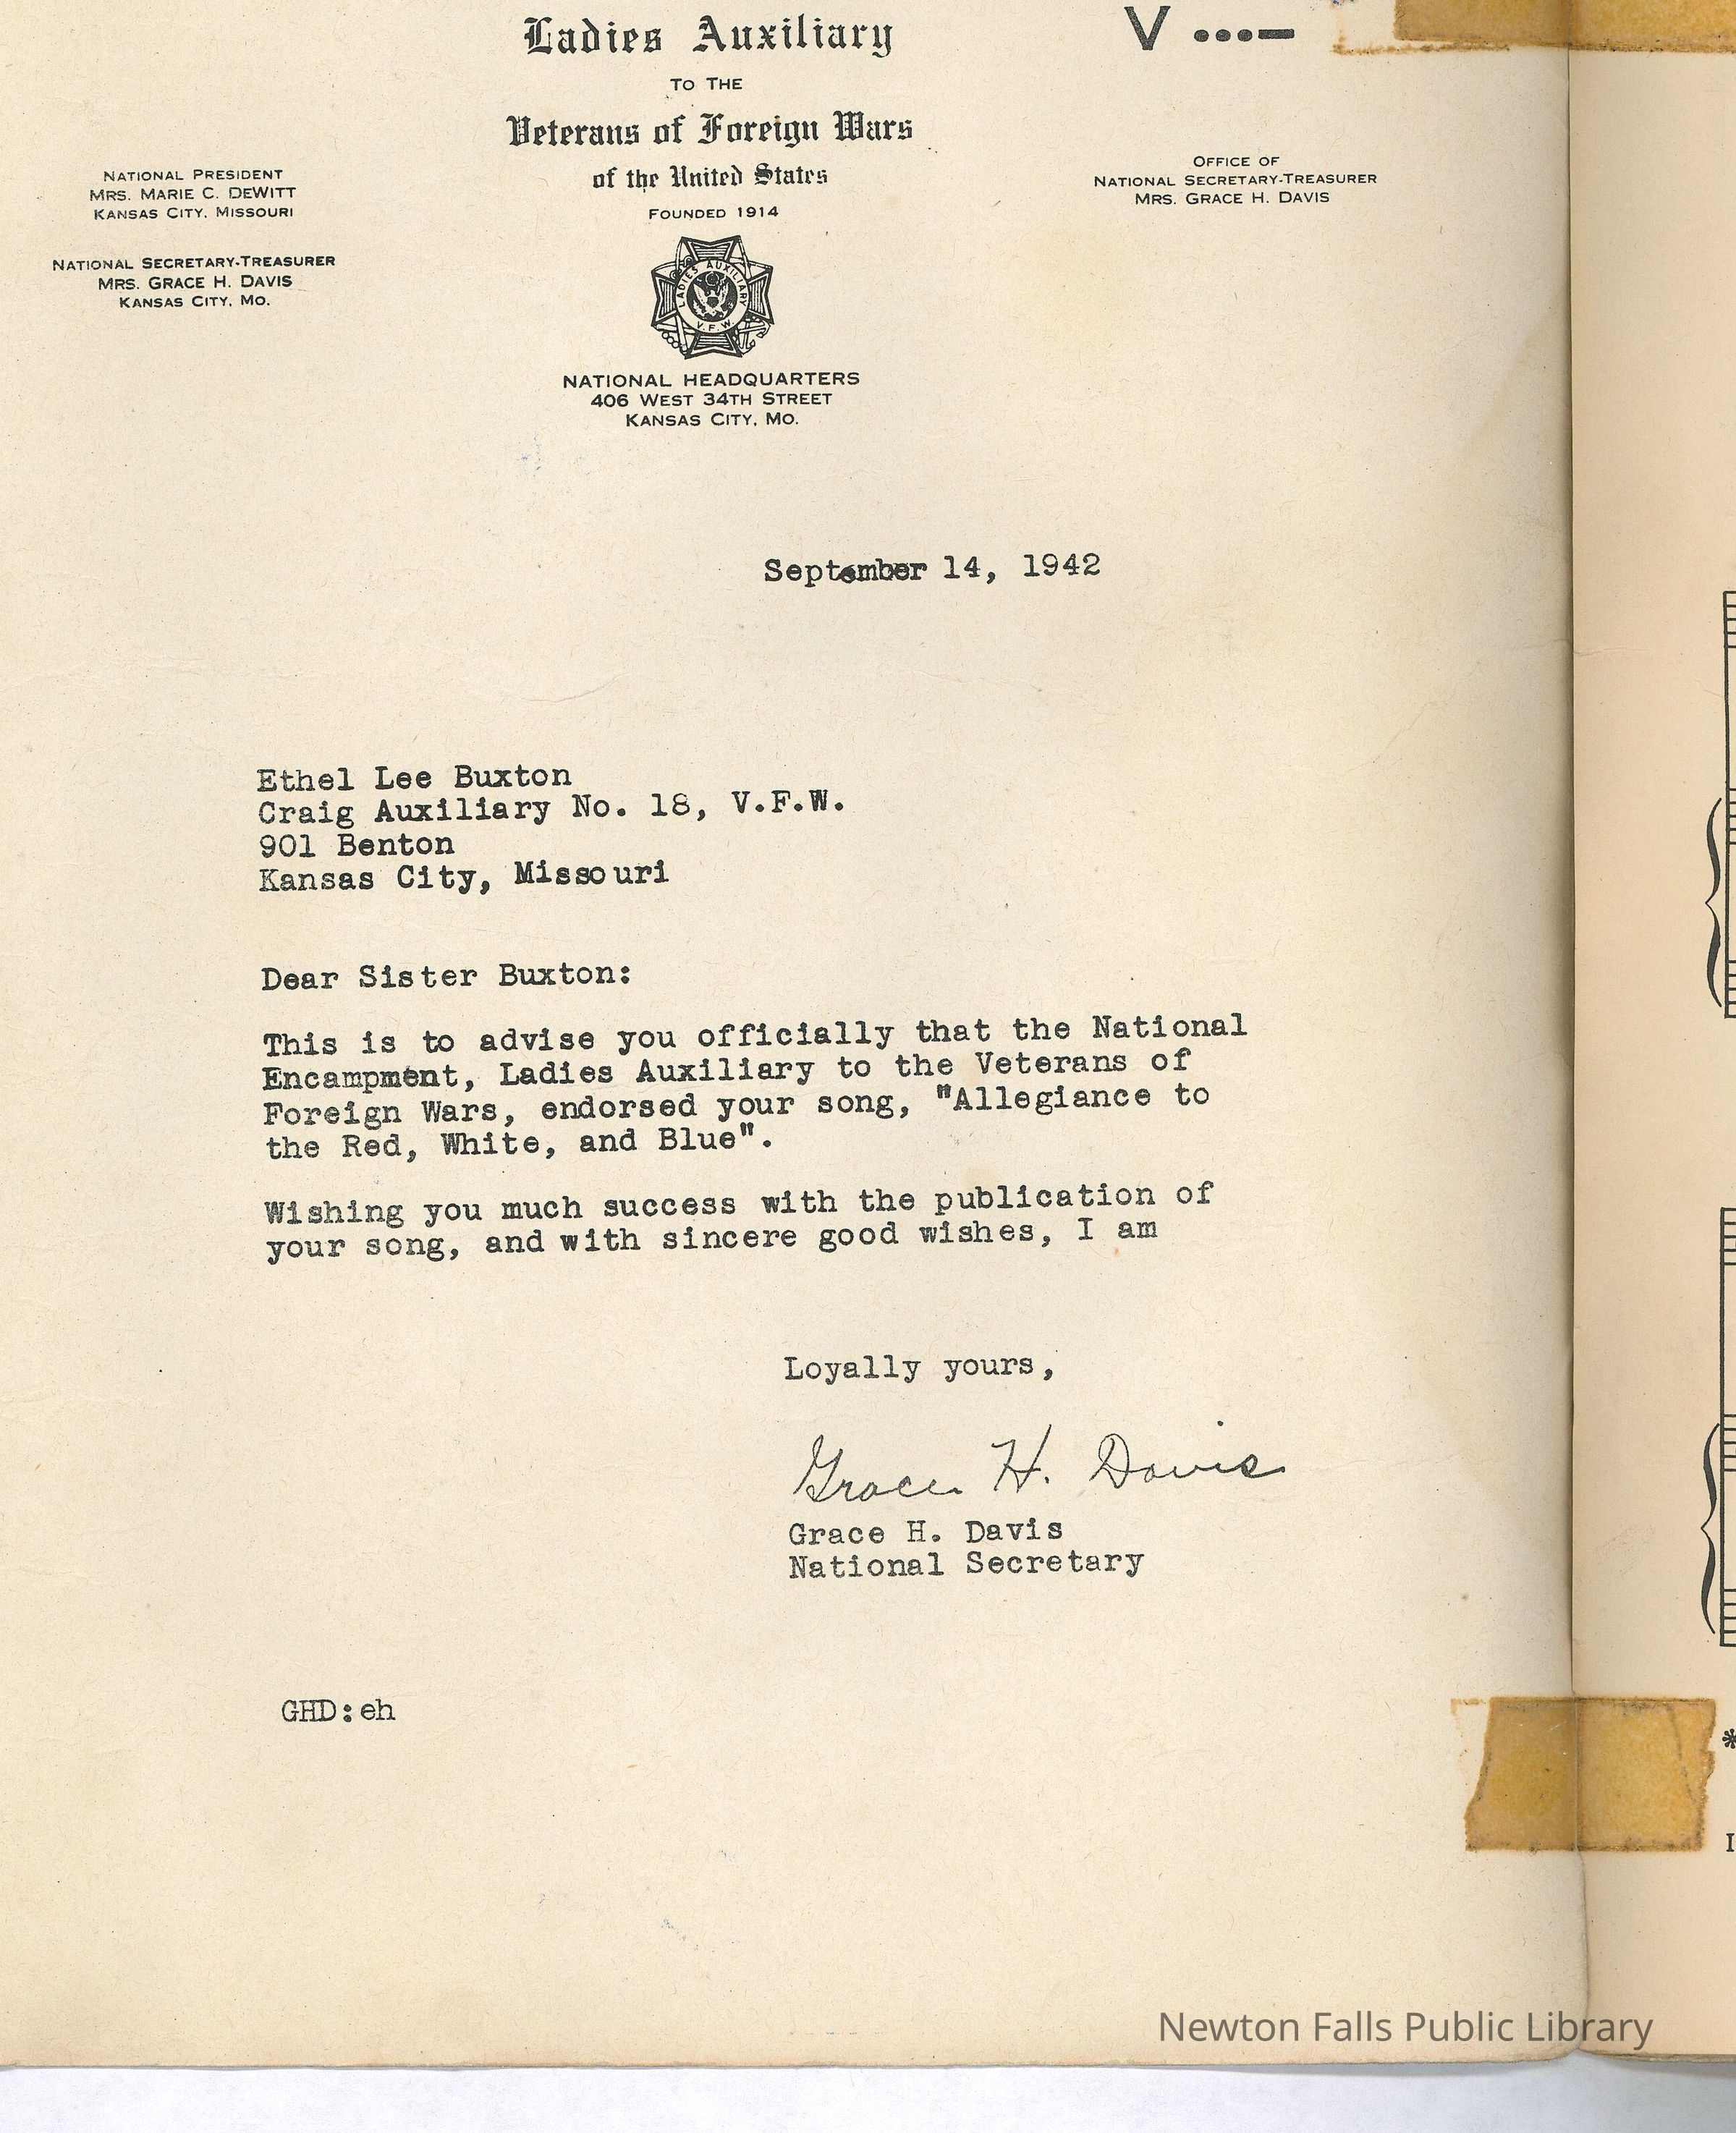 Ladies Auxiliary
V •••—
TO THE
Veterans of Foreign Wars
of the United States
FOUNDED 1914
NATIONAL PRESIDENT
MRS. MARIE C. DEWITT
KANSAS CITY, MISSOURI
NATIONAL SECRETARY-TREASURER
MRS. GRACE H. DAVIS
KANSAS CITY, MO.
OFFICE OF
NATIONAL SECRETARY-TREASURER
MRS. GRACE H. DAVIS
LADIES AUXILIARY
V.F.W.
NATIONAL HEADQUARTERS
406 WEST 34TH STREET
KANSAS CITY, MO.
September 14, 1942
Ethel Lee Buxton
Craig Auxiliary No. 18, V.F.W.
901 Benton
Kansas City, Missouri
Dear Sister Buxton:
This is to advise you officially that the National
Encampment, Ladies Auxiliary to the Veterans of
Foreign Wars, endorsed your song, "Allegiance to
the Red, White, and Blue".
Wishing you much success with the publication of
your song, and with sincere good wishes, I am
Loyally yours,
Grace H. Davis
Grace H. Davis
National Secretary
GHD:eh
Newton Falls Public Library